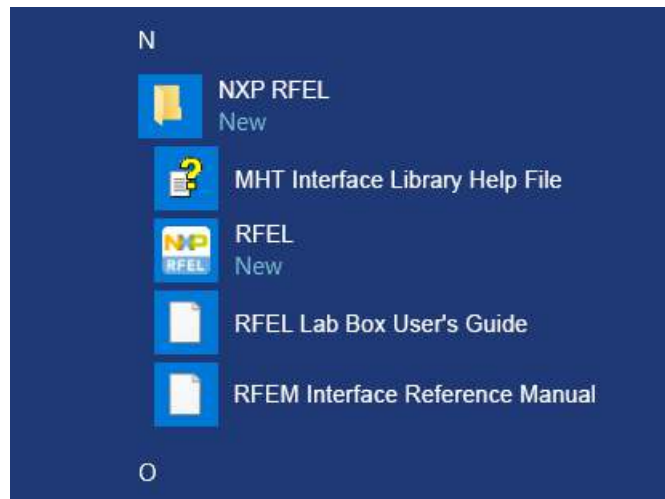 N
NXP RFEL
New
MHT Interface Library Help File
NXP
RFEL
RFEL
New
RFEL Lab Box User's Guide
RFEM Interface Reference Manual
O